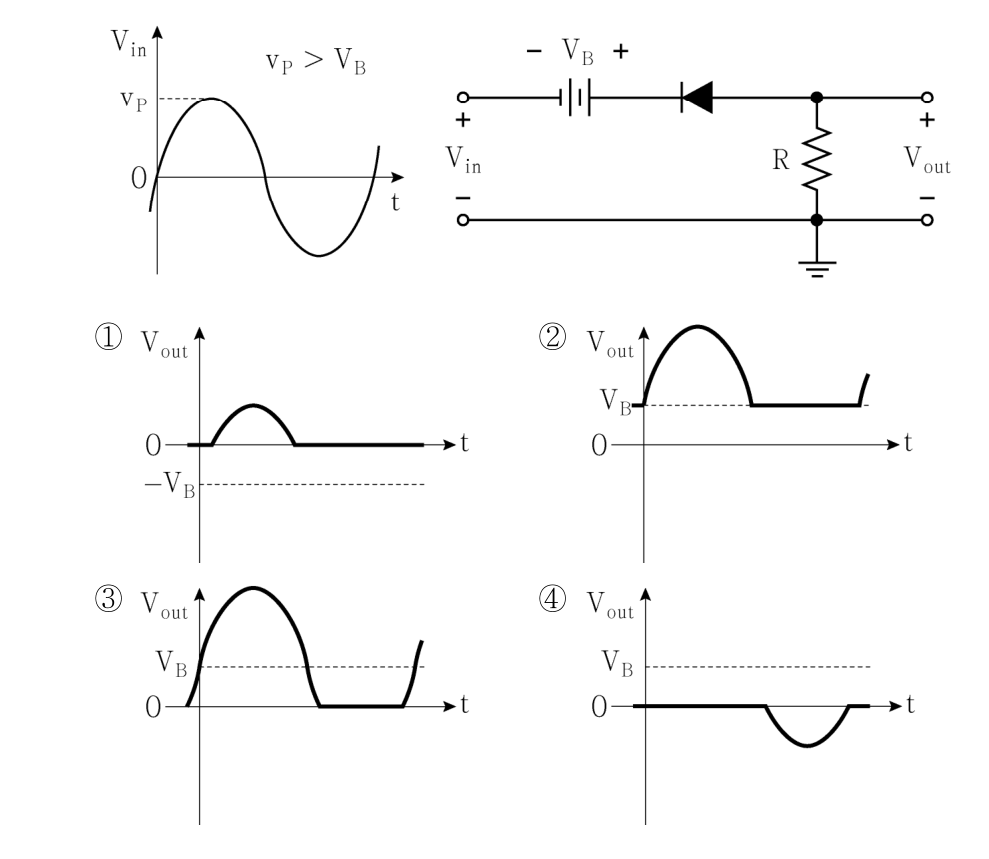 V_in
v_P > V_B
v_P
0
t
− V_B +
+ +
V_in R V_out
− −
① V_out
0 t
−V_B
② V_out
V_B
0 t
③ V_out
V_B
0 t
④ V_out
V_B
0 t